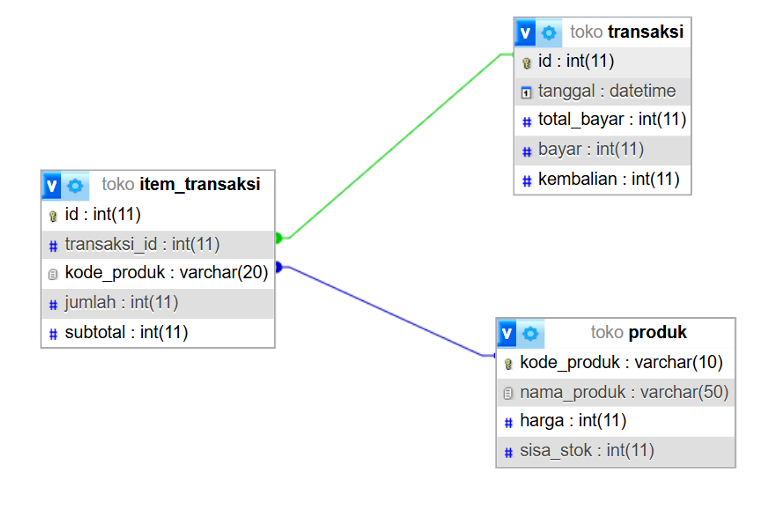 v toko transaksi
id : int(11)
tanggal : datetime
# total_bayar : int(11)
# bayar : int(11)
# kembalian : int(11)
v toko item_transaksi
id : int(11)
# transaksi_id : int(11)
kode_produk : varchar(20)
# jumlah : int(11)
# subtotal : int(11)
v toko produk
kode_produk : varchar(10)
nama_produk : varchar(50)
# harga : int(11)
# sisa_stok : int(11)